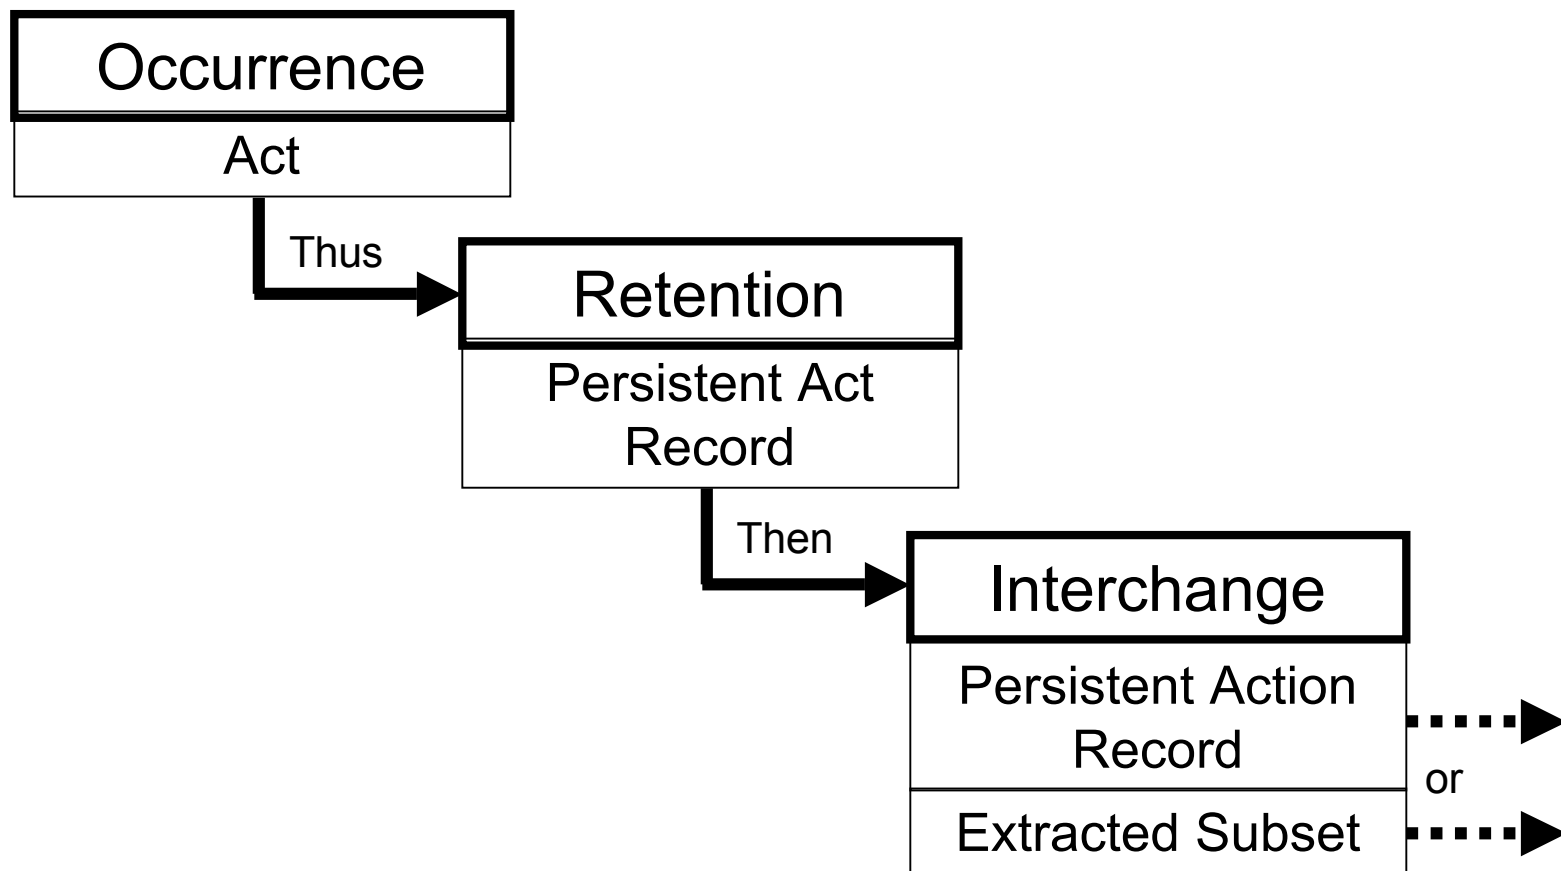 Occurrence
Act
Thus
Retention
Persistent Act
Record
Then
Interchange
Persistent Action
Record
or
Extracted Subset